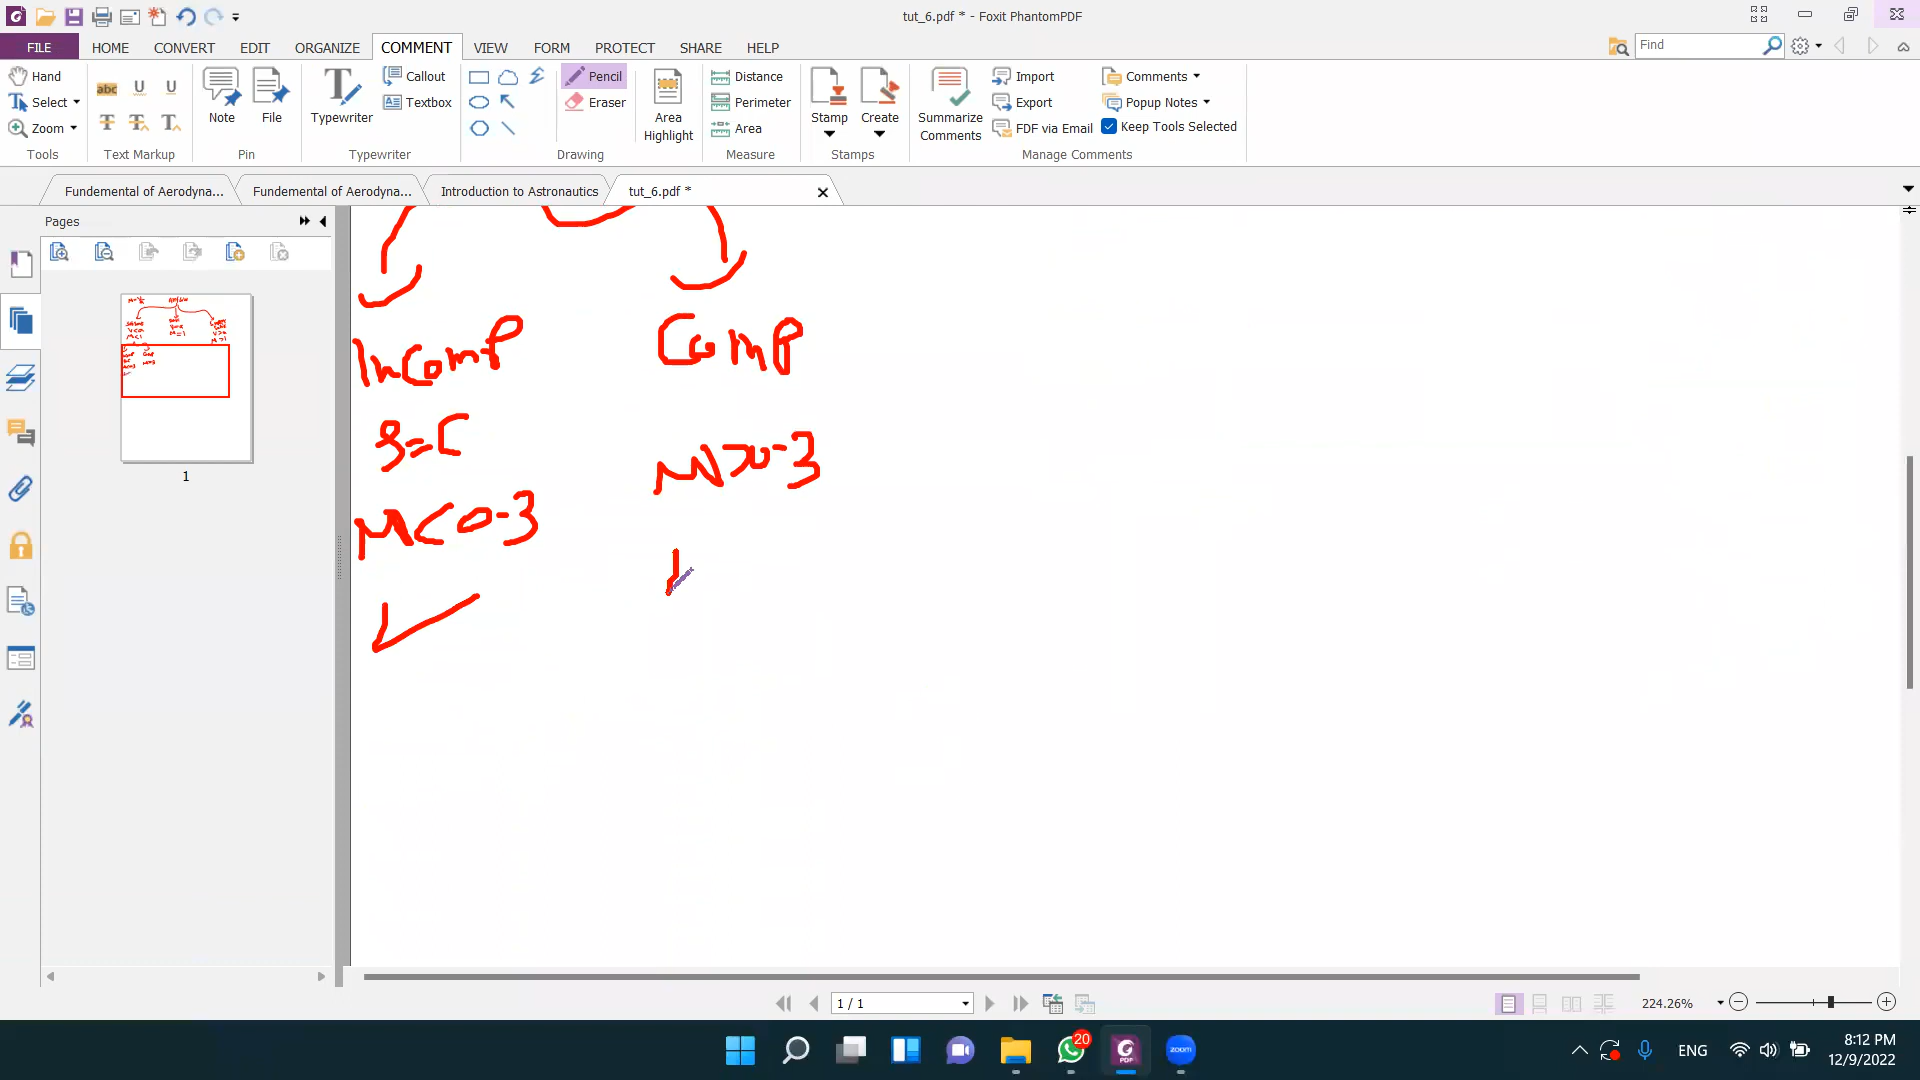 tut_6.pdf * - Foxit PhantomPDF
FILE HOME CONVERT EDIT ORGANIZE COMMENT VIEW FORM PROTECT SHARE HELP
Find
Hand
Select
Zoom
Tools
abc U U
T T T
Text Markup
Note
File
Pin
Typewriter
Callout
Textbox
Typewriter
Pencil
Eraser
Area
Highlight
Drawing
Distance
Perimeter
Area
Measure
Stamp
Create
Stamps
Summarize
Comments
Import
Export
FDF via Email
Comments
Popup Notes
Keep Tools Selected
Manage Comments
Fundemental of Aerodyna... Fundemental of Aerodyna... Introduction to Astronautics tut_6.pdf *
Pages
1
InComP
ρ=C
M<0.3
ComP
M>0.3
1 / 1
224.26%
20
PDF
zoom
ENG
8:12 PM
12/9/2022